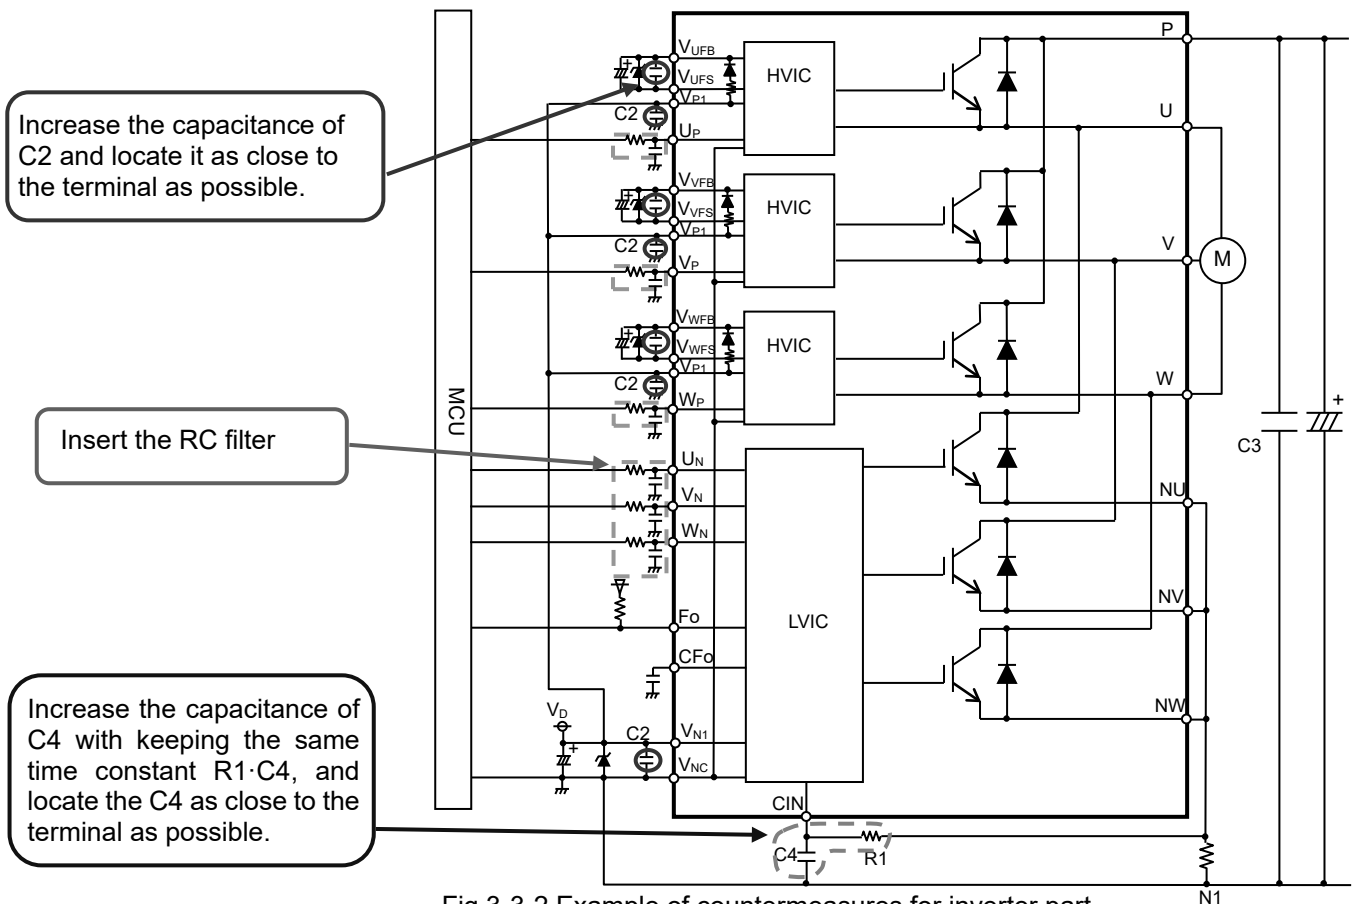 Increase the capacitance of
C2 and locate it as close to
the terminal as possible.
Insert the RC filter
Increase the capacitance of
C4 with keeping the same
time constant R1·C4, and
locate the C4 as close to the
terminal as possible.
MCU
+
VUFB
VUFS
VP1
C2
UP
HVIC
+
VVFB
VVFS
VP1
C2
VP
HVIC
+
VWFB
VWFS
VP1
C2
WP
HVIC
UN
VN
WN
Fo
CFo
VD
+
C2
VN1
VNC
LVIC
CIN
C4
R1
P
U
V
W
M
NU
NV
NW
C3
+
N1
Fig.3-3-2 Example of countermeasures for inverter part